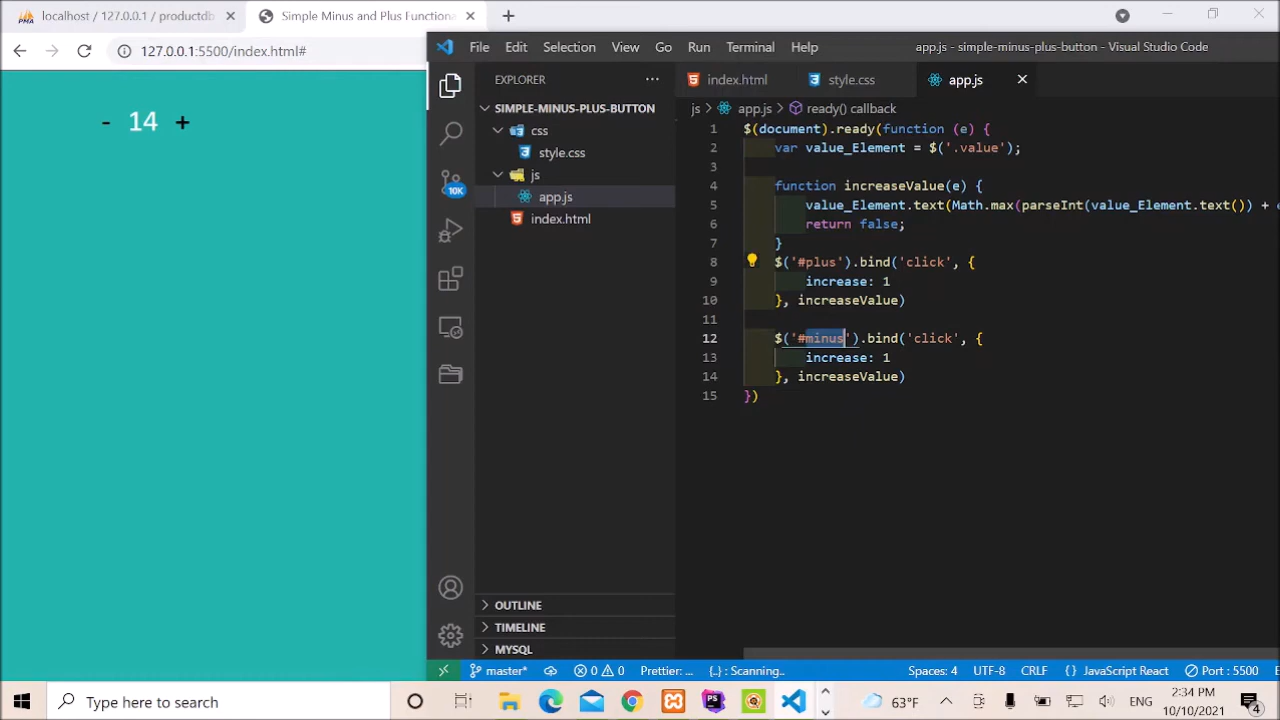 localhost / 127.0.0.1 / productdb
Simple Minus and Plus Functiona
127.0.0.1:5500/index.html#
- 14 +
File Edit Selection View Go Run Terminal Help
app.js - simple-minus-plus-button - Visual Studio Code
EXPLORER
SIMPLE-MINUS-PLUS-BUTTON
css
style.css
js
app.js
index.html
OUTLINE
TIMELINE
MYSQL
10K
index.html style.css app.js
js > app.js > ready() callback
1 $(document).ready(function (e) {
2 var value_Element = $('.value');
3
4 function increaseValue(e) {
5 value_Element.text(Math.max(parseInt(value_Element.text()) + e
6 return false;
7 }
8 $('#plus').bind('click', {
9 increase: 1
10 }, increaseValue)
11
12 $('#minus').bind('click', {
13 increase: 1
14 }, increaseValue)
15 })
master* 0 0 Prettier: ... {..} : Scanning... Spaces: 4 UTF-8 CRLF {} JavaScript React Port : 5500
Type here to search
63°F ENG 2:34 PM
10/10/2021
4